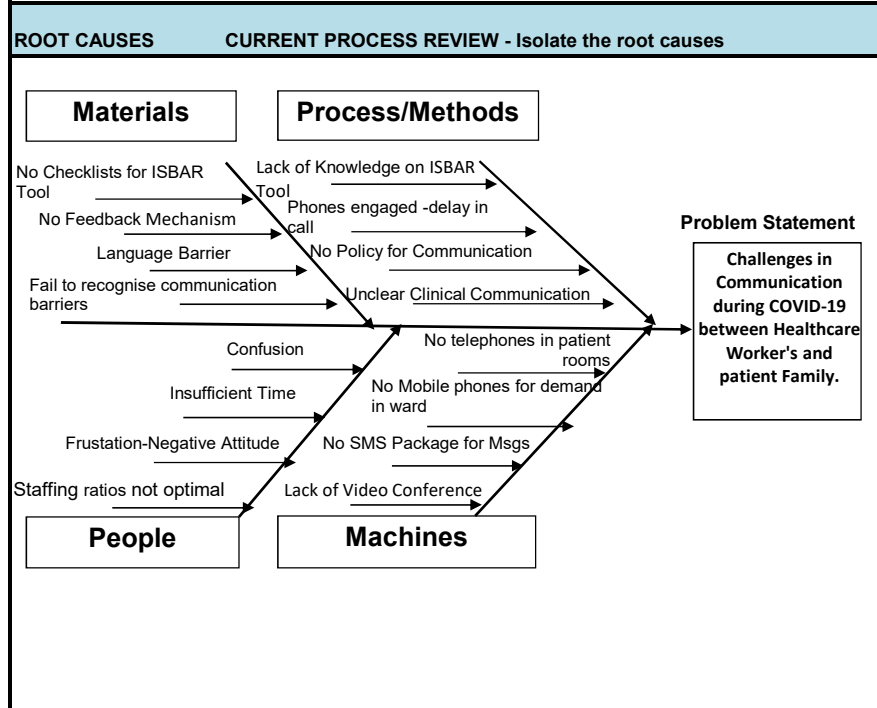 ROOT CAUSES CURRENT PROCESS REVIEW - Isolate the root causes
Materials
Process/Methods
No Checklists for ISBAR
Tool
No Feedback Mechanism
Language Barrier
Fail to recognise communication
barriers
Lack of Knowledge on ISBAR
Tool
Phones engaged -delay in
call
No Policy for Communication
Unclear Clinical Communication
Problem Statement
Challenges in
Communication
during COVID-19
between Healthcare
Worker's and
patient Family.
Confusion
Insufficient Time
Frustation-Negative Attitude
Staffing ratios not optimal
People
No telephones in patient
rooms
No Mobile phones for demand
in ward
No SMS Package for Msgs
Lack of Video Conference
Machines